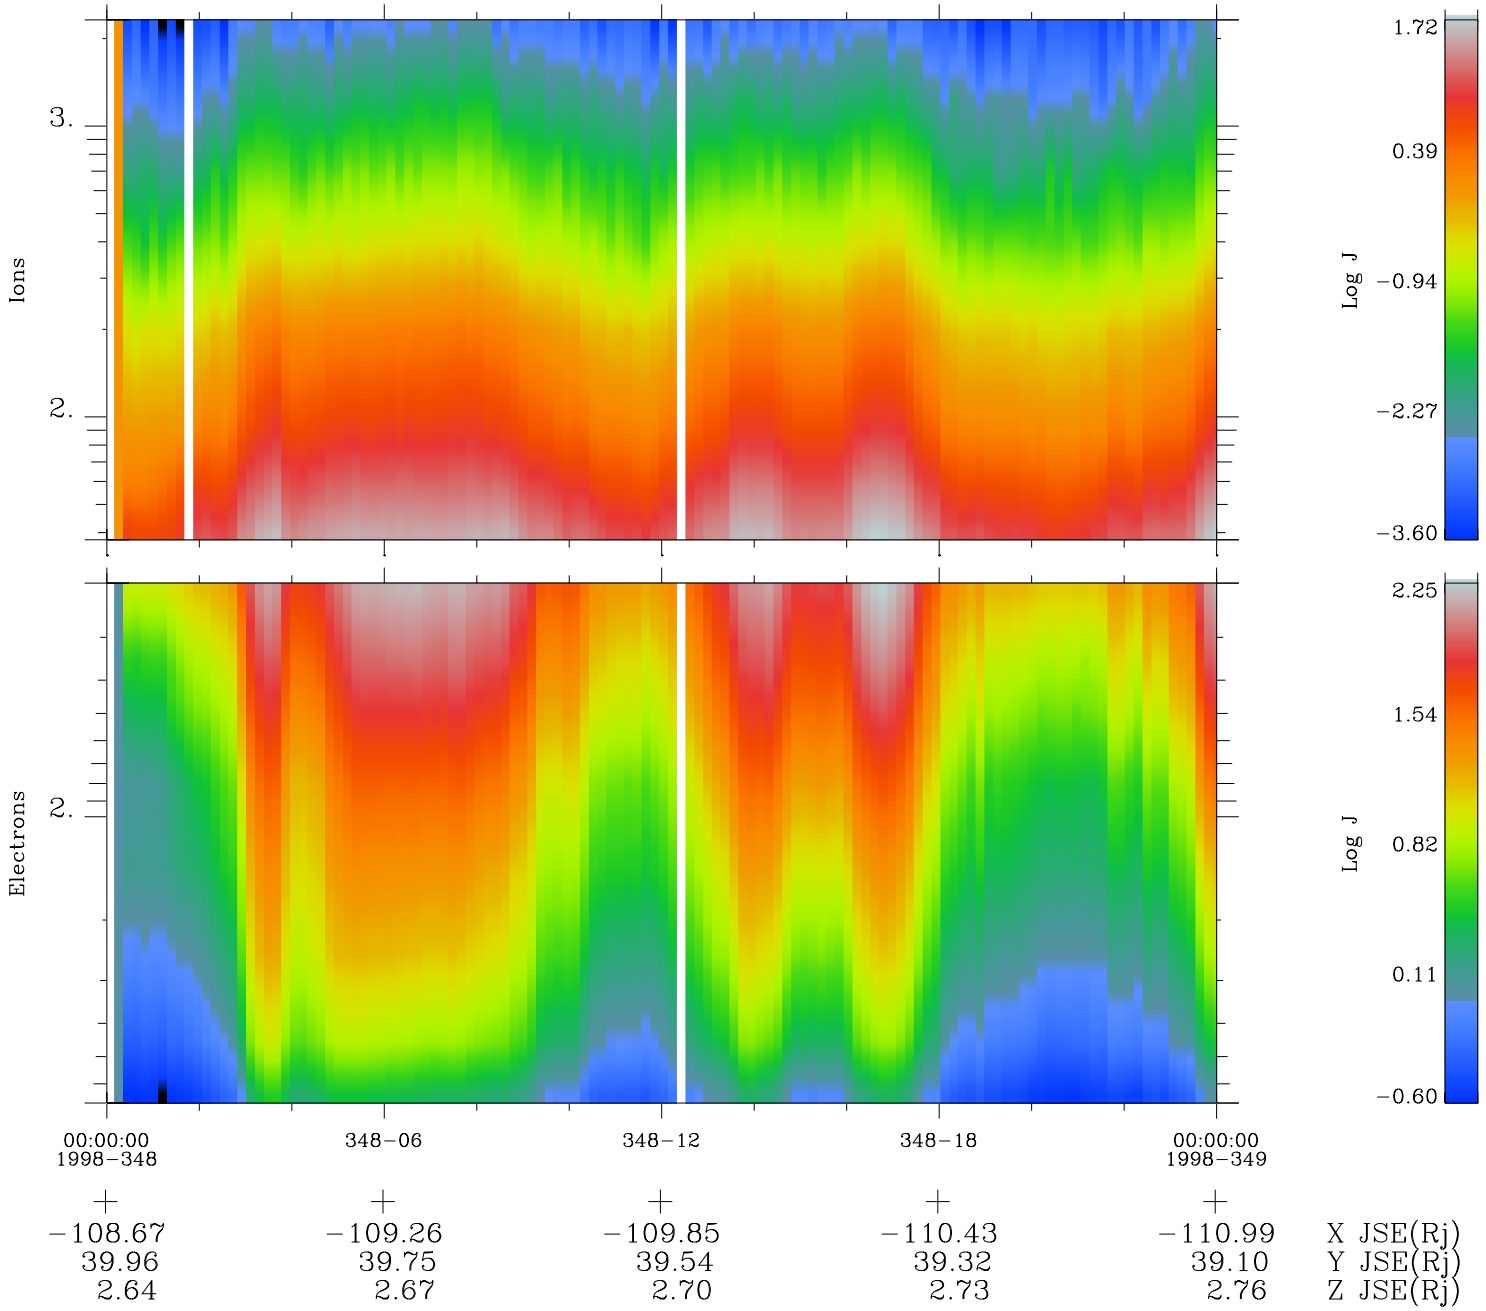 1.72
3.
0.39
Ions
Log J
−0.94
2.
−2.27
−3.60
2.25
1.54
Electrons
2.
Log J
0.82
0.11
−0.60
00:00:00 348−06 348−12 348−18 00:00:00
1998−348 1998−349
−108.67 −109.26 −109.85 −110.43 −110.99 X JSE(Rj)
39.96 39.75 39.54 39.32 39.10 Y JSE(Rj)
2.64 2.67 2.70 2.73 2.76 Z JSE(Rj)